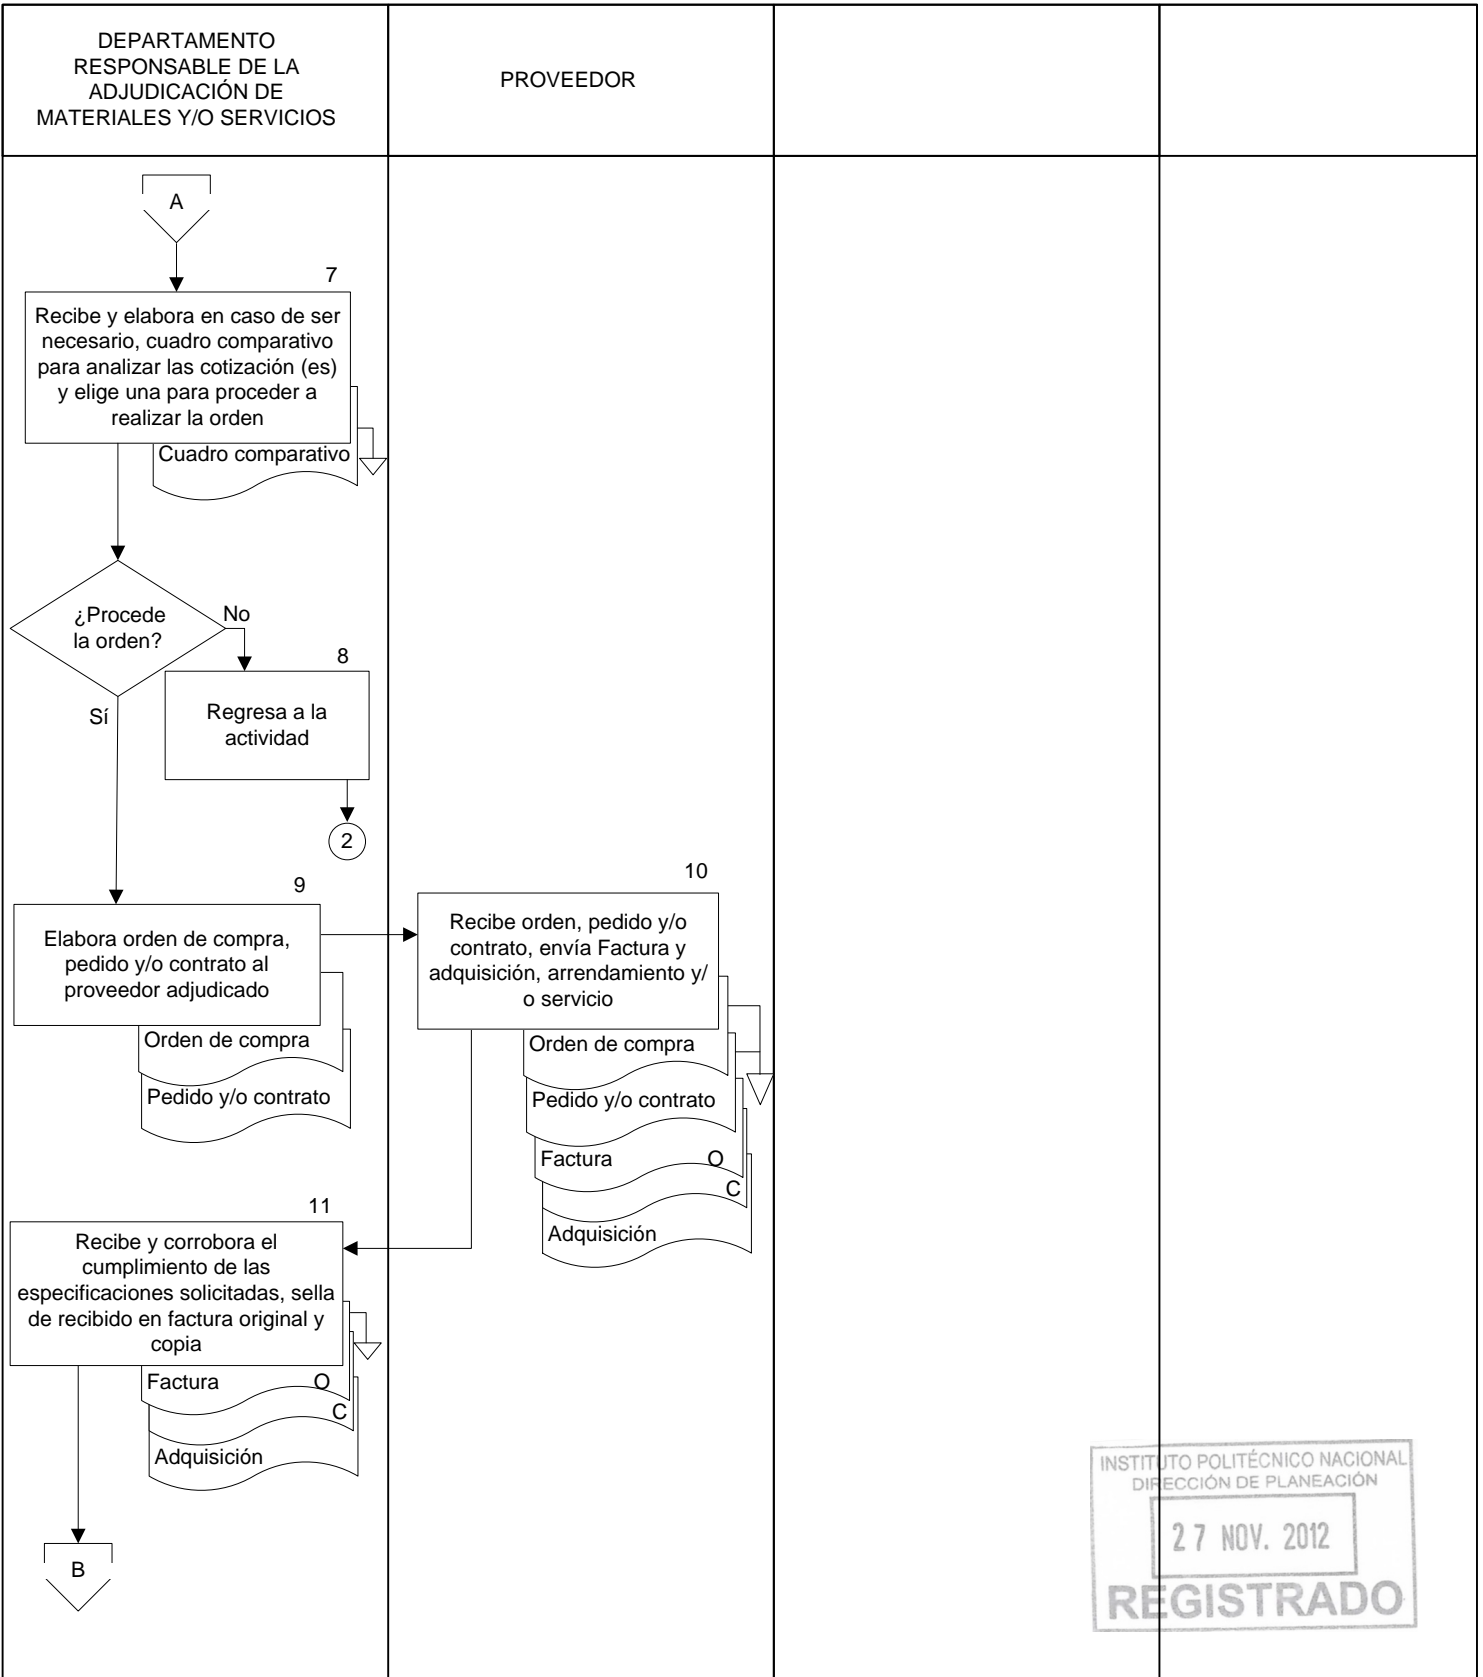 DEPARTAMENTO
RESPONSABLE DE LA
ADJUDICACIÓN DE
MATERIALES Y/O SERVICIOS
PROVEEDOR
A
7
Recibe y elabora en caso de ser
necesario, cuadro comparativo
para analizar las cotización (es)
y elige una para proceder a
realizar la orden
Cuadro comparativo
¿Procede
la orden?
No
Sí
8
Regresa a la
actividad
2
9
Elabora orden de compra,
pedido y/o contrato al
proveedor adjudicado
Orden de compra
Pedido y/o contrato
10
Recibe orden, pedido y/o
contrato, envía Factura y
adquisición, arrendamiento y/
o servicio
Orden de compra
Pedido y/o contrato
Factura O
C
Adquisición
11
Recibe y corrobora el
cumplimiento de las
especificaciones solicitadas, sella
de recibido en factura original y
copia
Factura O
C
Adquisición
B
INSTITUTO POLITÉCNICO NACIONAL
DIRECCIÓN DE PLANEACIÓN
27 NOV. 2012
REGISTRADO